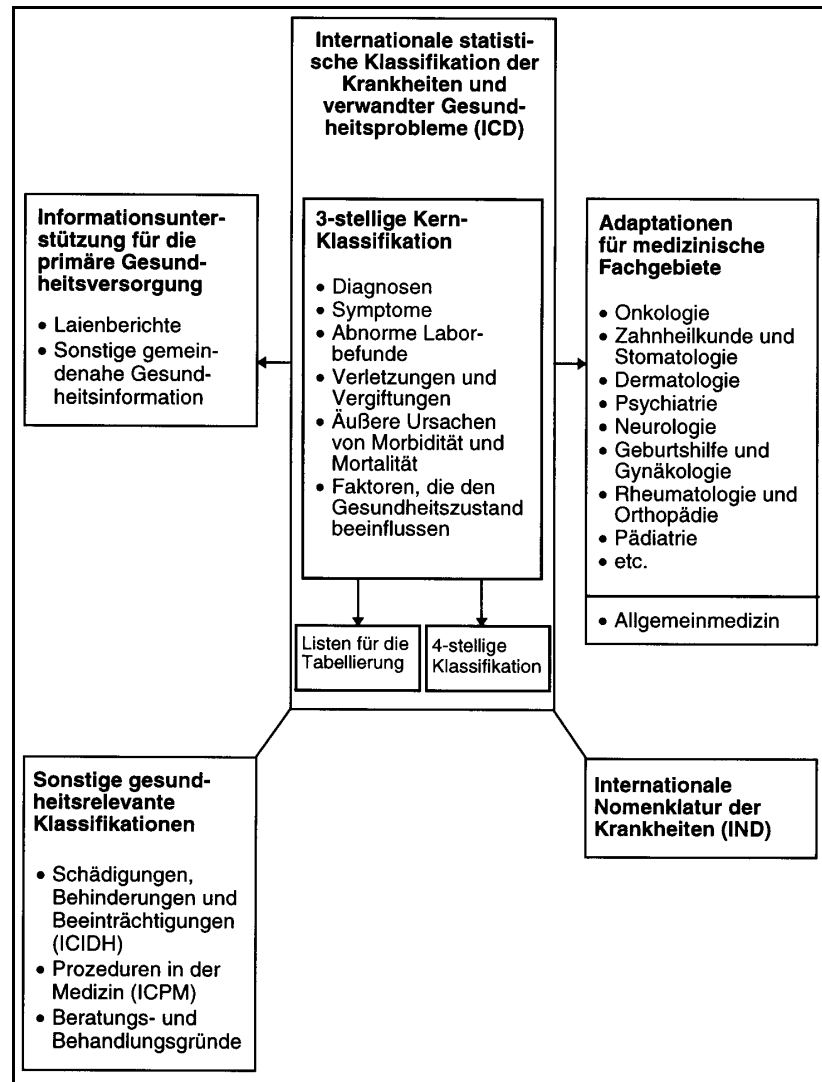 Internationale statisti-
sche Klassifikation der
Krankheiten und
verwandter Gesund-
heitsprobleme (ICD)
Informationsunter-
stützung für die
primäre Gesund-
heitsversorgung
• Laienberichte
• Sonstige gemein-
denahe Gesund-
heitsinformation
3-stellige Kern-
Klassifikation
• Diagnosen
• Symptome
• Abnorme Labor-
befunde
• Verletzungen und
Vergiftungen
• Äußere Ursachen
von Morbidität und
Mortalität
• Faktoren, die den
Gesundheitszustand
beeinflussen
Adaptationen
für medizinische
Fachgebiete
• Onkologie
• Zahnheilkunde und
Stomatologie
• Dermatologie
• Psychiatrie
• Neurologie
• Geburtshilfe und
Gynäkologie
• Rheumatologie und
Orthopädie
• Pädiatrie
• etc.
• Allgemeinmedizin
Listen für die
Tabellierung
4-stellige
Klassifikation
Sonstige gesund-
heitsrelevante
Klassifikationen
• Schädigungen,
Behinderungen und
Beeinträchtigungen
(ICIDH)
• Prozeduren in der
Medizin (ICPM)
• Beratungs- und
Behandlungsgründe
Internationale
Nomenklatur der
Krankheiten (IND)